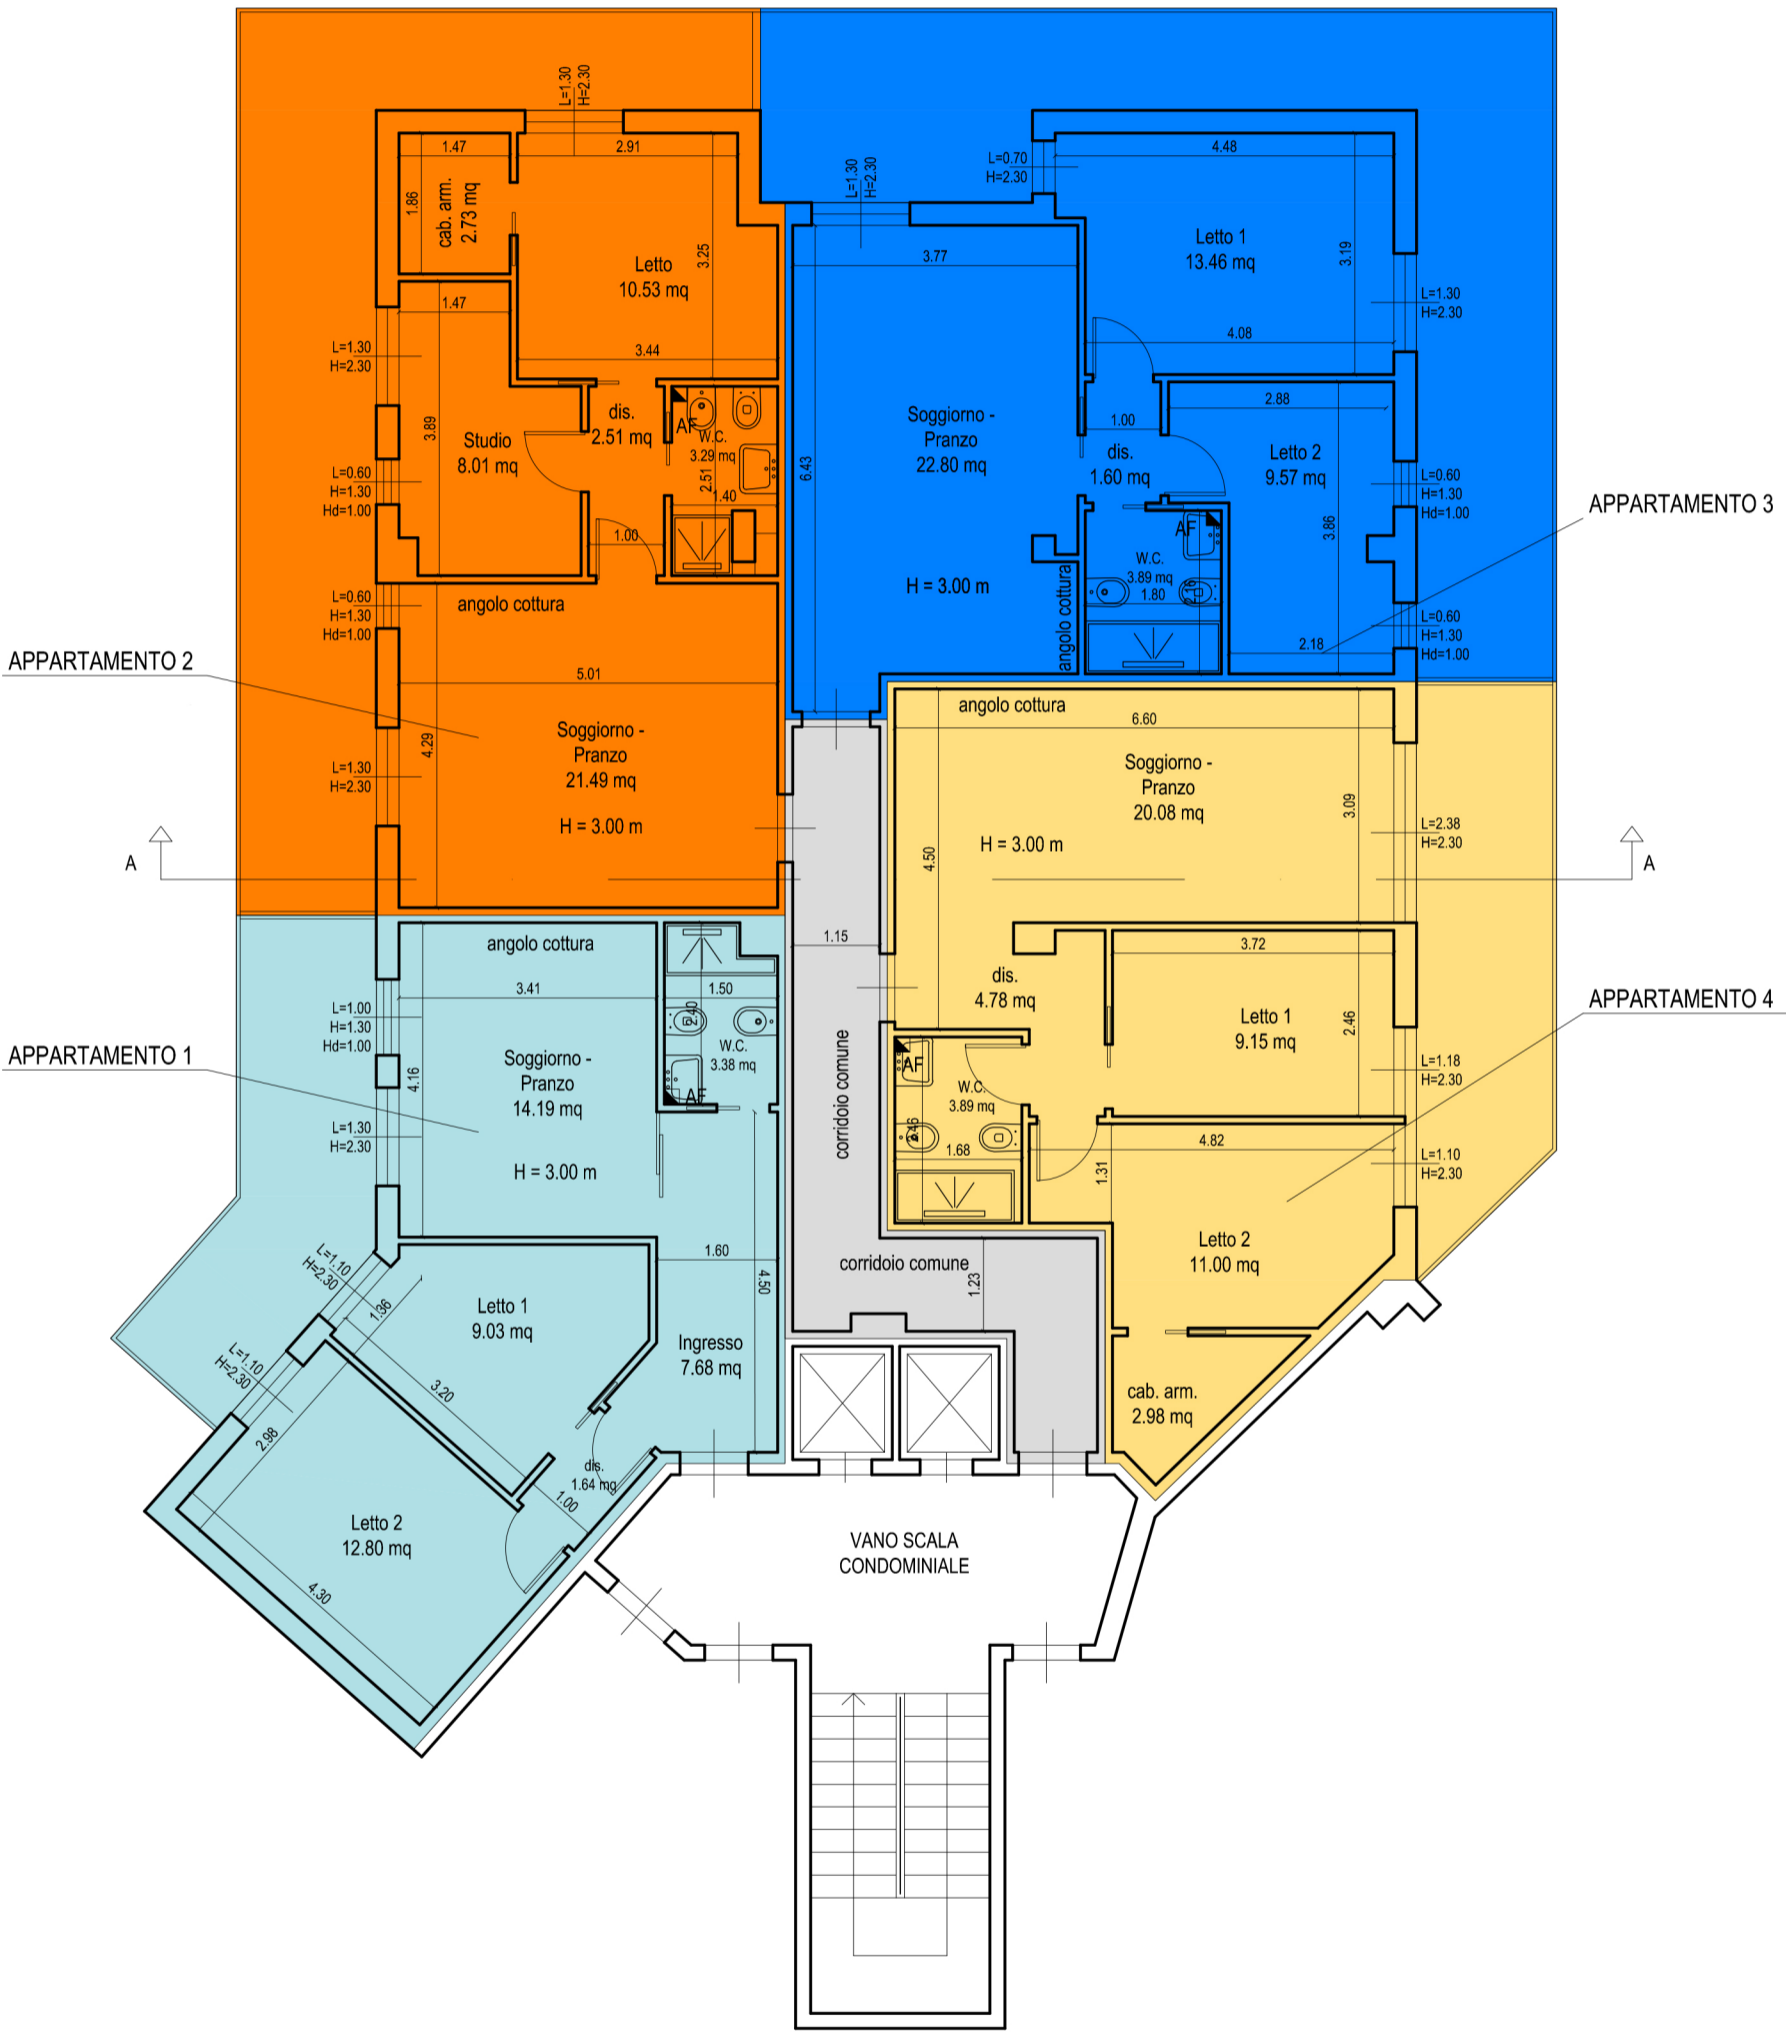 L=1.30
H=2.30
1.47
2.91
1.86
cab. arm.
2.73 mq
Letto
10.53 mq
3.25
3.44
1.47
L=1.30
H=2.30
3.89
Studio
8.01 mq
L=0.60
H=1.30
Hd=1.00
dis.
2.51 mq
AF
W.C.
3.29 mq
2.51
1.40
1.00
L=0.60
H=1.30
Hd=1.00
angolo cottura
APPARTAMENTO 2
5.01
4.29
Soggiorno -
Pranzo
21.49 mq
L=1.30
H=2.30
H = 3.00 m
A
L=1.30
H=2.30
L=0.70
H=2.30
4.48
Letto 1
13.46 mq
3.19
3.77
L=1.30
H=2.30
4.08
2.88
Soggiorno -
Pranzo
22.80 mq
1.00
dis.
1.60 mq
Letto 2
9.57 mq
6.43
L=0.60
H=1.30
Hd=1.00
APPARTAMENTO 3
AF
3.86
W.C.
3.89 mq
1.80
2.16
H = 3.00 m
angolo cottura
L=0.60
H=1.30
Hd=1.00
2.18
angolo cottura
6.60
Soggiorno -
Pranzo
20.08 mq
3.09
L=2.38
H=2.30
H = 3.00 m
4.50
A
1.15
3.72
dis.
4.78 mq
Letto 1
9.15 mq
2.46
APPARTAMENTO 4
L=1.18
H=2.30
AF
W.C.
3.89 mq
2.46
1.68
4.82
1.31
L=1.10
H=2.30
Letto 2
11.00 mq
cab. arm.
2.98 mq
corridoio comune
corridoio comune
1.23
angolo cottura
3.41
1.50
2.40
L=1.00
H=1.30
Hd=1.00
W.C.
3.38 mq
AF
APPARTAMENTO 1
Soggiorno -
Pranzo
14.19 mq
4.16
L=1.30
H=2.30
H = 3.00 m
1.60
4.50
L=1.10
H=2.30
1.36
Letto 1
9.03 mq
Ingresso
7.68 mq
L=1.10
H=2.30
3.20
2.98
dis.
1.64 mq
1.00
Letto 2
12.80 mq
4.30
VANO SCALA
CONDOMINIALE